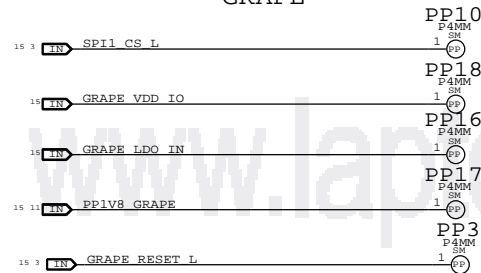 GRAPE
PP10
P4MM
SM
15 3 IN SPI1_CS_L 1 PP
PP18
P4MM
SM
15 IN GRAPE_VDD_IO 1 PP
PP16
P4MM
SM
15 IN GRAPE_LDO_IN 1 PP
PP17
P4MM
SM
15 11 IN PP1V8_GRAPE 1 PP
PP3
P4MM
SM
15 3 IN GRAPE_RESET_L 1 PP
www.lap